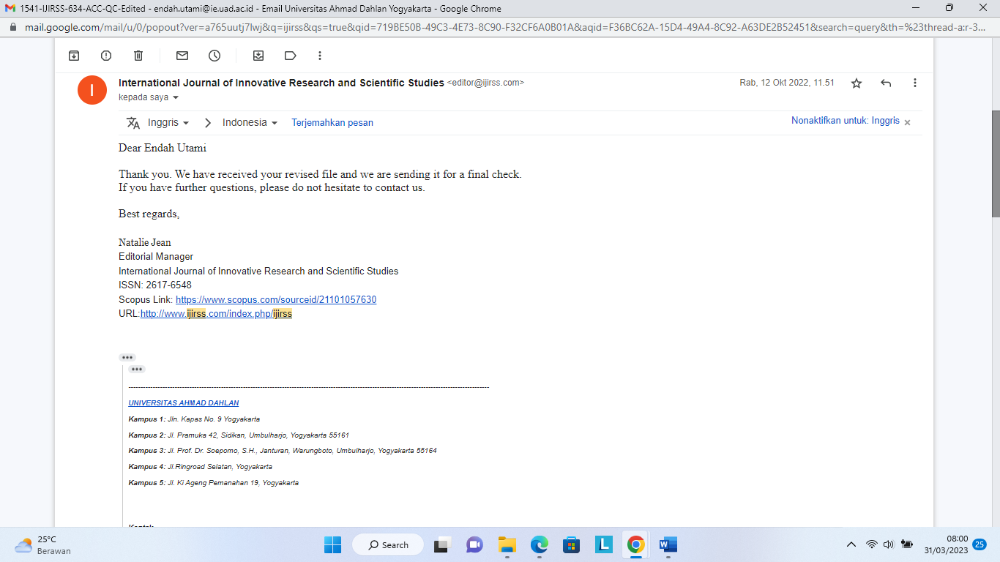 1541-IJIRSS-634-ACC-QC-Edited - endah.utami@ie.uad.ac.id - Email Universitas Ahmad Dahlan Yogyakarta - Google Chrome
mail.google.com/mail/u/0/popout?ver=a765uutj7lwj&q=ijirss&qs=true&qid=719BE50B-49C3-4E73-8C90-F32CF6A0B01A&aqid=F36BC62A-15D4-49A4-8C92-A63DE2B52451&search=query&th=%23thread-a:r-3...
I
International Journal of Innovative Research and Scientific Studies <editor@ijirss.com>
Rab, 12 Okt 2022, 11.51
kepada saya
Inggris
Indonesia
Terjemahkan pesan
Nonaktifkan untuk: Inggris
Dear Endah Utami
Thank you. We have received your revised file and we are sending it for a final check.
If you have further questions, please do not hesitate to contact us.
Best regards,
Natalie Jean
Editorial Manager
International Journal of Innovative Research and Scientific Studies
ISSN: 2617-6548
Scopus Link: https://www.scopus.com/sourceid/21101057630
URL:http://www.ijirss.com/index.php/ijirss
UNIVERSITAS AHMAD DAHLAN
Kampus 1: Jln. Kapas No. 9 Yogyakarta
Kampus 2: Jl. Pramuka 42, Sidikan, Umbulharjo, Yogyakarta 55161
Kampus 3: Jl. Prof. Dr. Soepomo, S.H., Janturan, Warungboto, Umbulharjo, Yogyakarta 55164
Kampus 4: Jl.Ringroad Selatan, Yogyakarta
Kampus 5: Jl. Ki Ageng Pemanahan 19, Yogyakarta
25°C
Berawan
Search
L
W
08:00
31/03/2023
25